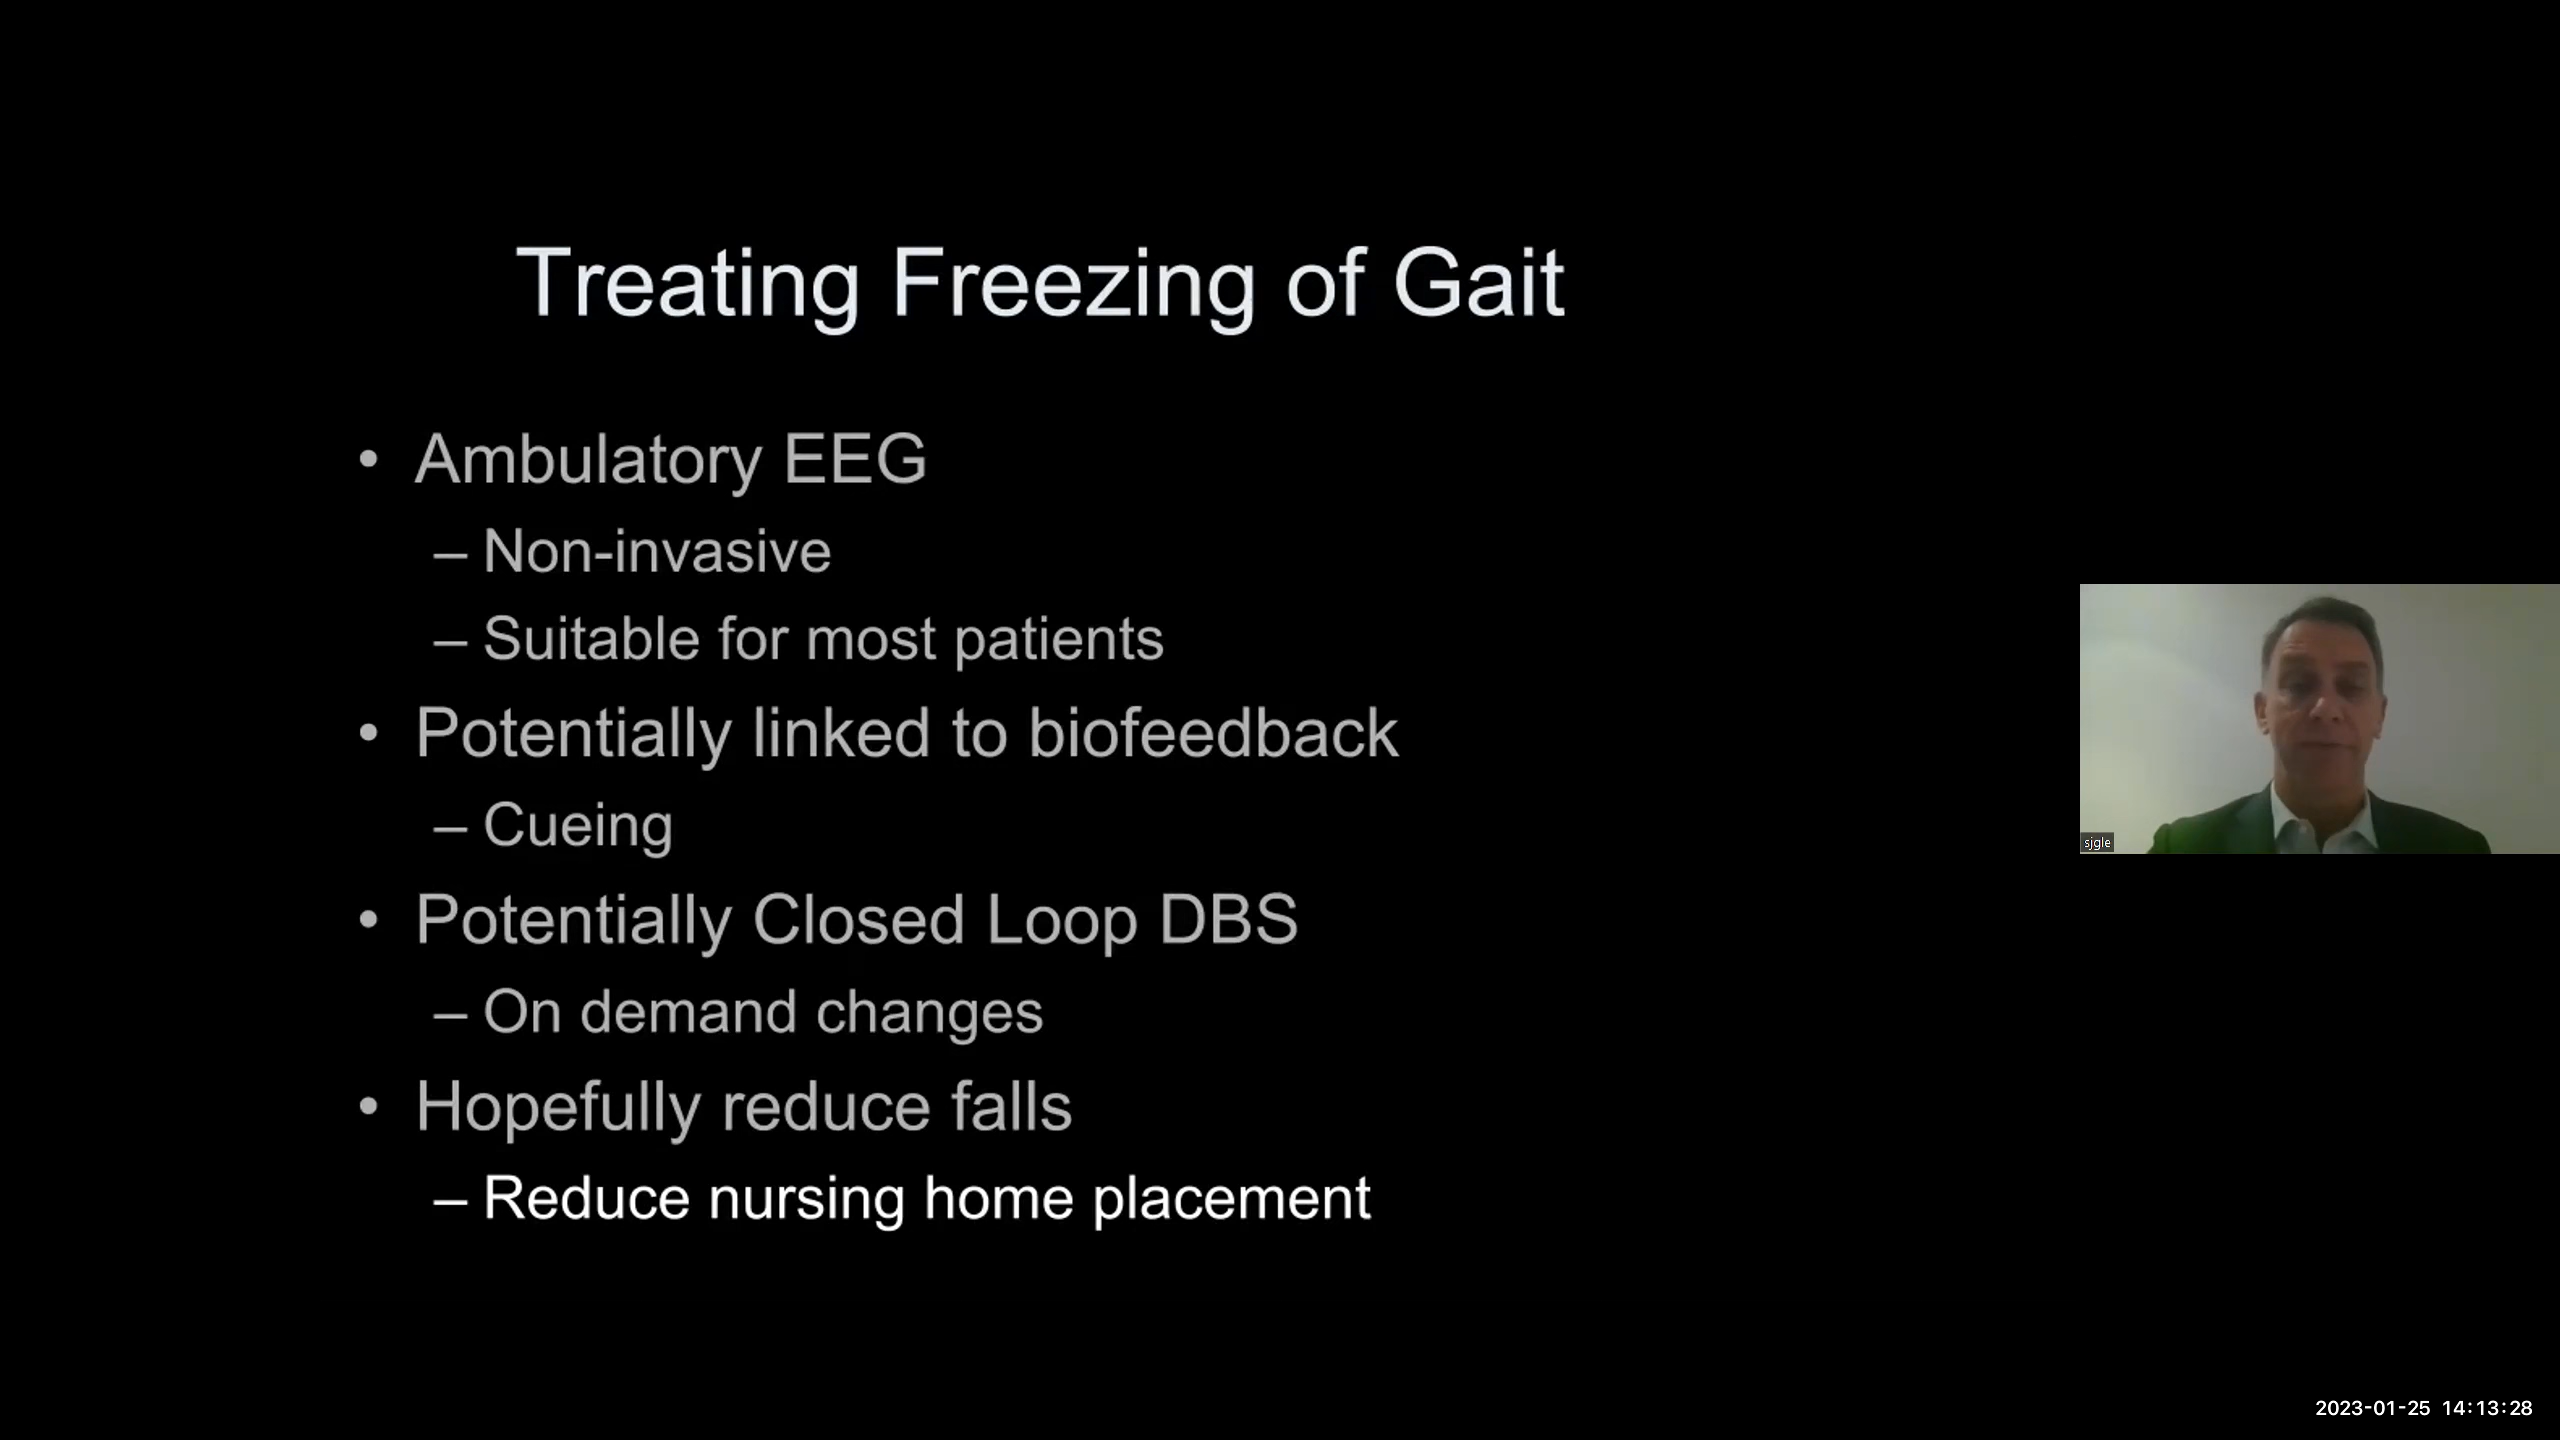 Treating Freezing of Gait
• Ambulatory EEG
– Non-invasive
– Suitable for most patients
• Potentially linked to biofeedback
– Cueing
• Potentially Closed Loop DBS
– On demand changes
• Hopefully reduce falls
– Reduce nursing home placement
sjgle
2023-01-25 14:13:28